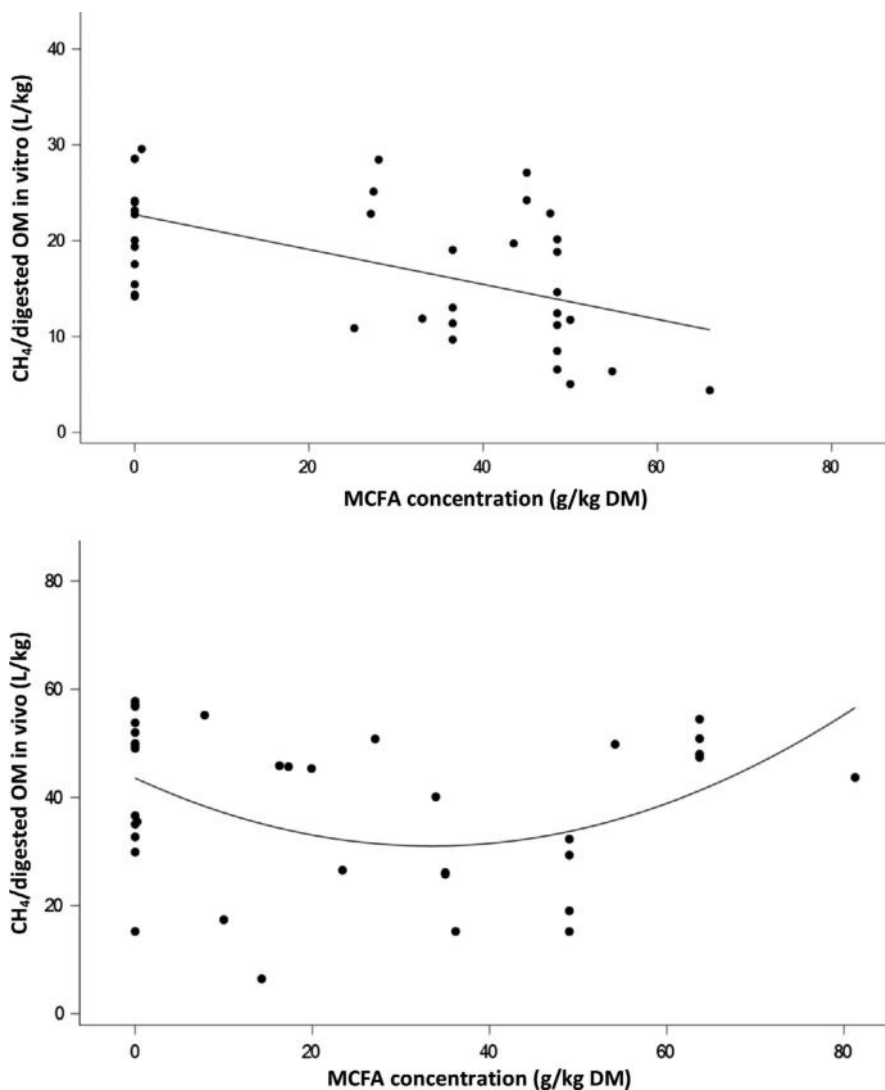 40
30
20
10
0
CH₄/digested OM in vitro (L/kg)
0 20 40 60 80
MCFA concentration (g/kg DM)
80
60
40
20
0
CH₄/digested OM in vivo (L/kg)
0 20 40 60 80
MCFA concentration (g/kg DM)